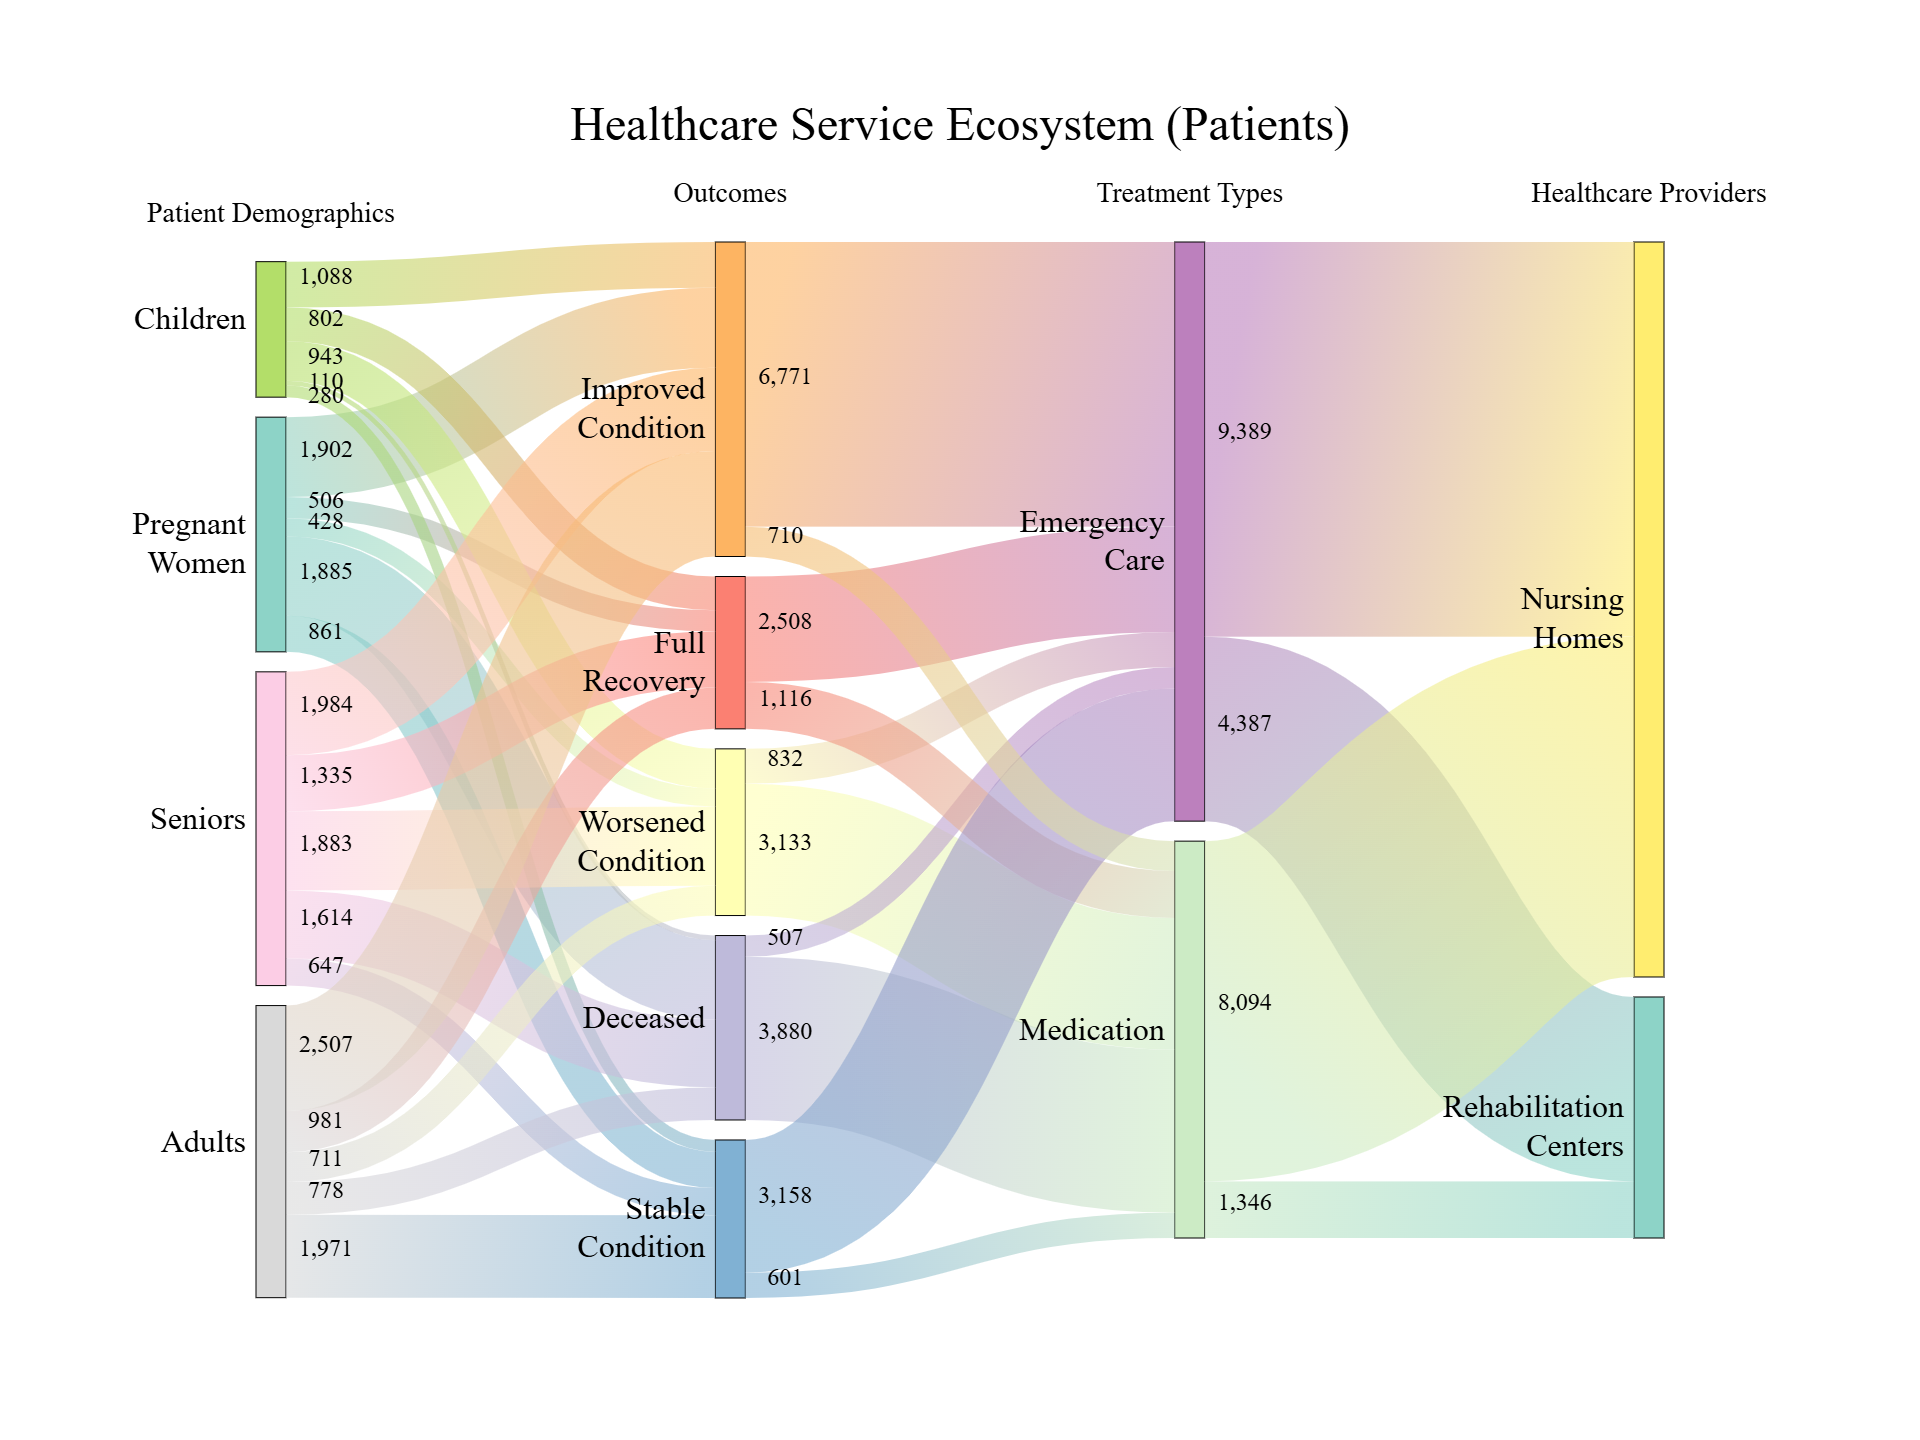 Healthcare Service Ecosystem (Patients)
Patient Demographics
Outcomes
Treatment Types
Healthcare Providers
Children
1,088
802
943
110
280
Pregnant
Women
1,902
506
428
1,885
861
Seniors
1,984
1,335
1,883
1,614
647
Adults
2,507
981
711
778
1,971
Improved
Condition
6,771
710
Full
Recovery
2,508
1,116
Worsened
Condition
832
3,133
Deceased
507
3,880
Stable
Condition
3,158
601
Emergency
Care
9,389
4,387
Medication
8,094
1,346
Nursing
Homes
Rehabilitation
Centers